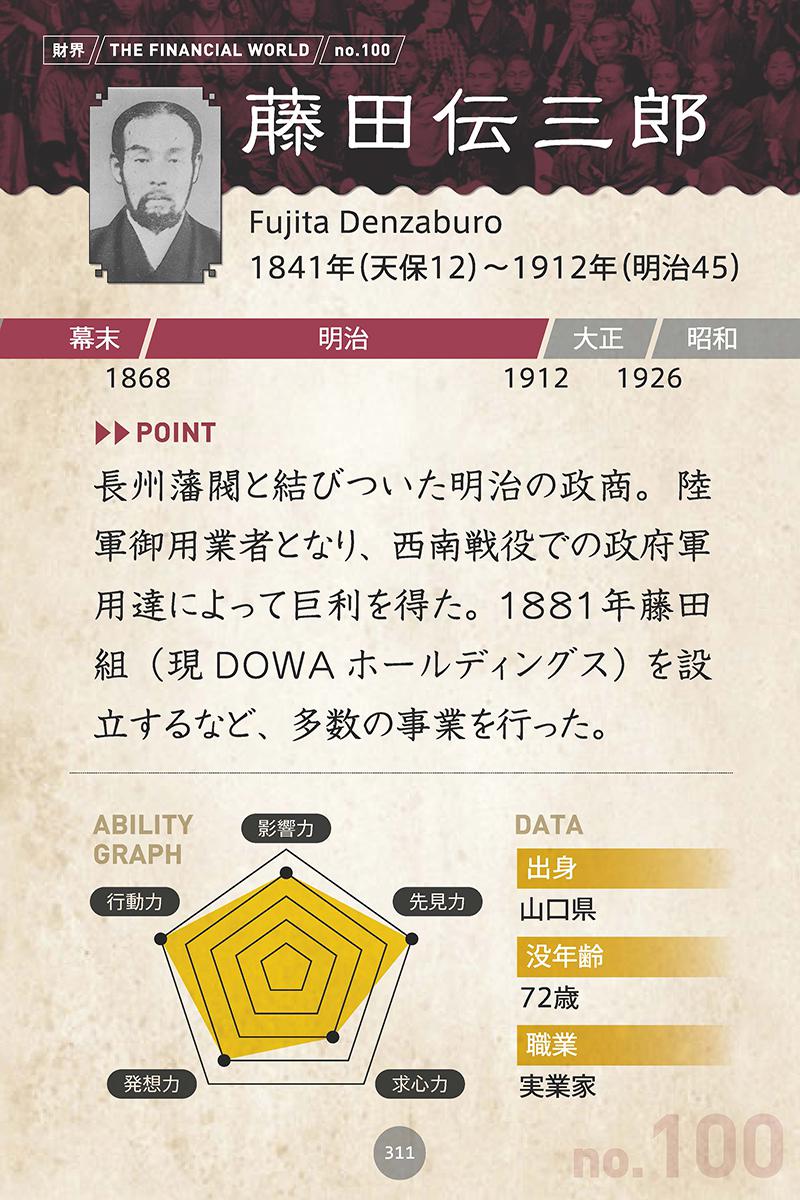 財界 THE FINANCIAL WORLD no.100
藤田伝三郎
Fujita Denzaburo
1841年(天保12)～1912年(明治45)
幕末 明治 大正 昭和
1868 1912 1926
POINT
長州藩閥と結びついた明治の政商。陸
軍御用業者となり、西南戦役での政府軍
用達によって巨利を得た。1881年藤田
組（現 DOWA ホールディングス）を設
立するなど、多数の事業を行った。
ABILITY
GRAPH
影響力
行動力
先見力
発想力
求心力
DATA
出身
山口県
没年齢
72歳
職業
実業家
311
no.100